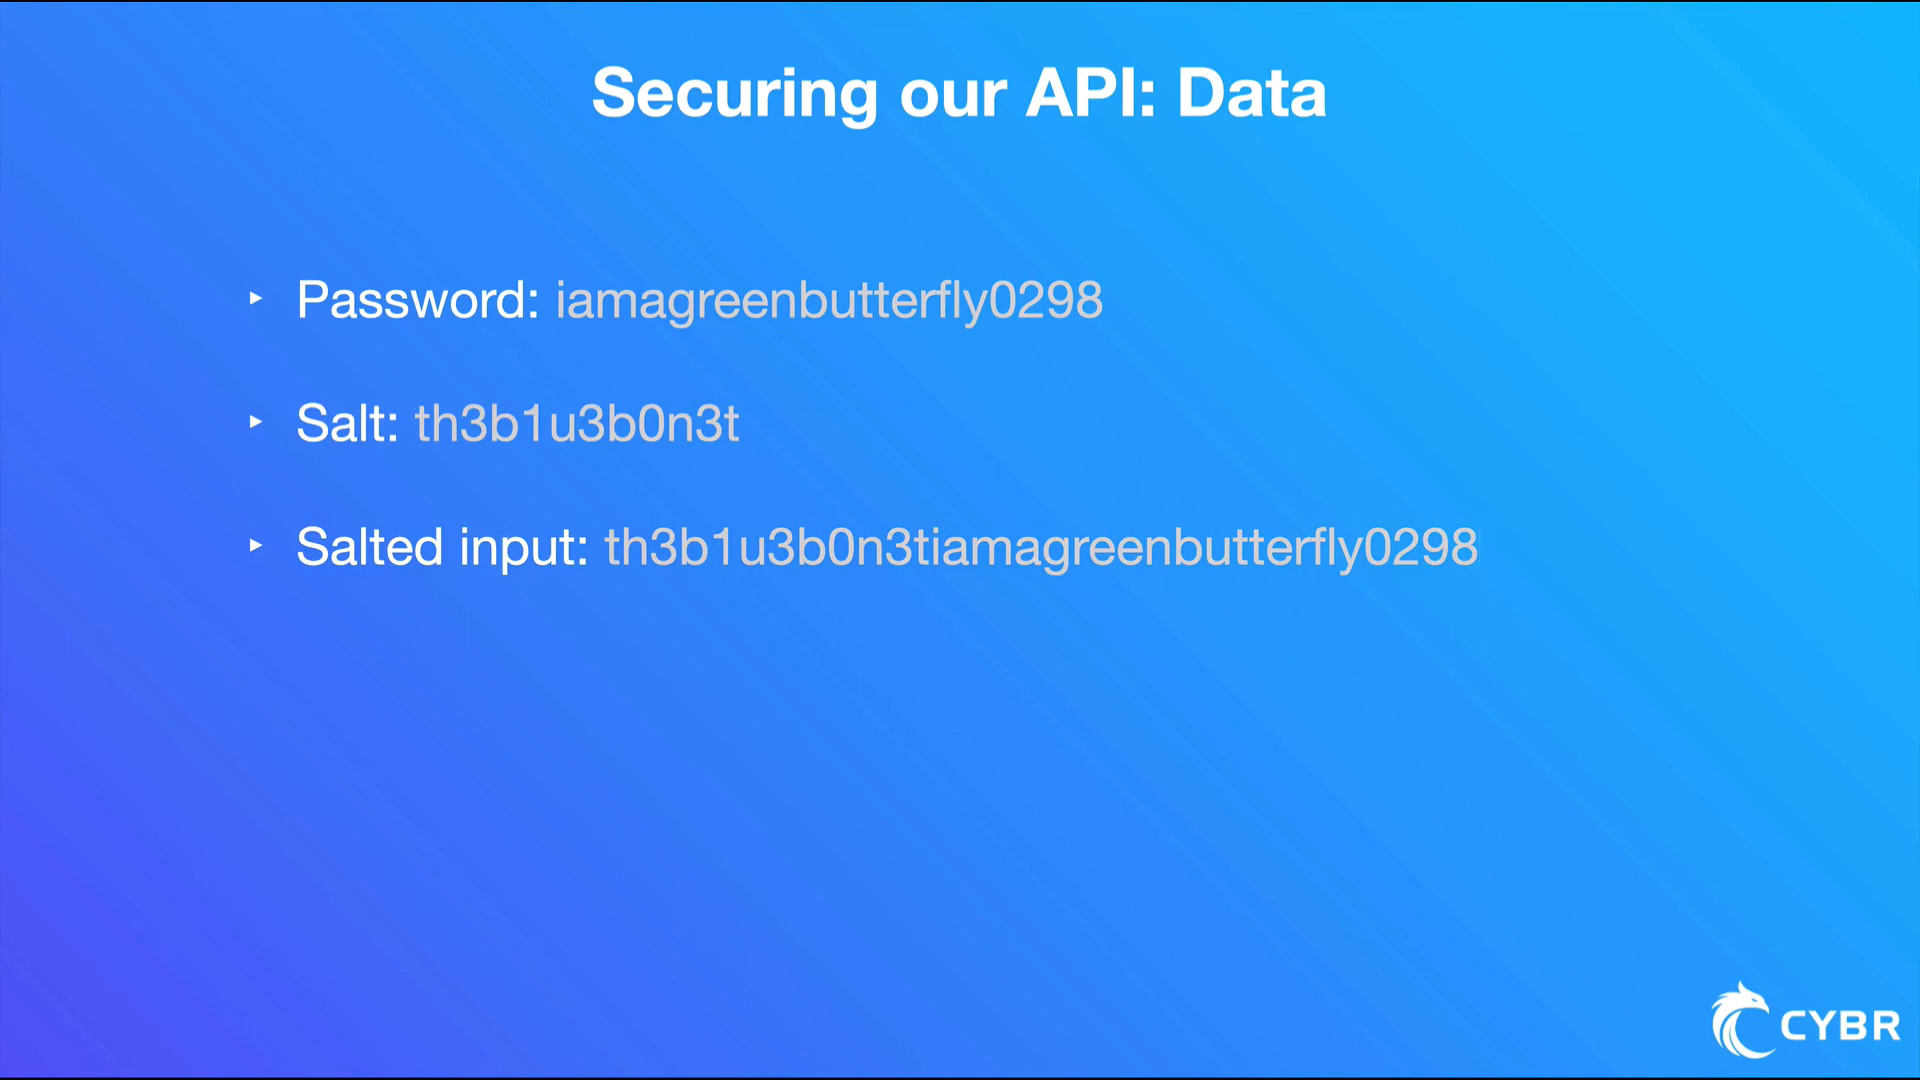 Securing our API: Data
‣ Password: iamagreenbutterfly0298
‣ Salt: th3b1u3b0n3t
‣ Salted input: th3b1u3b0n3tiamagreenbutterfly0298
CYBR